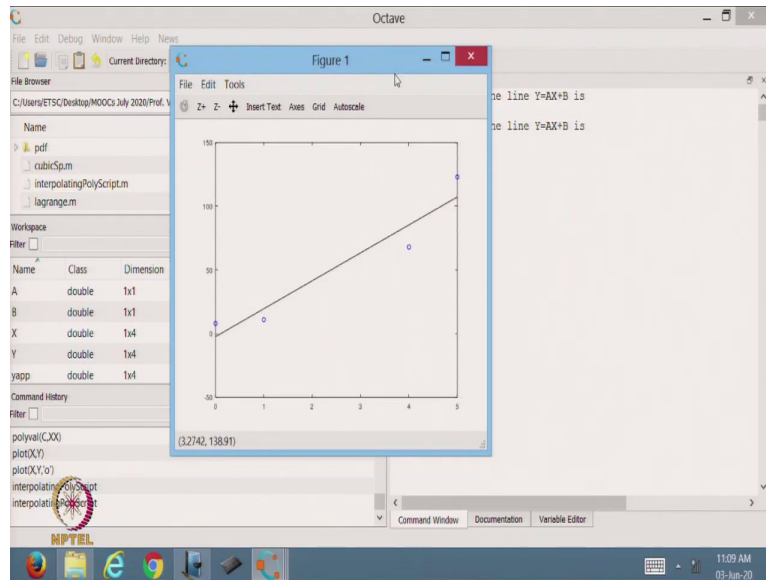 Octave
File Edit Debug Window Help News
Current Directory:
File Browser
C:/Users/ETSC/Desktop/MOOCs July 2020/Prof. V
Name
pdf
cubicSp.m
interpolatingPolyScript.m
lagrange.m
Workspace
Filter
Name Class Dimension
A double 1x1
B double 1x1
X double 1x4
Y double 1x4
yapp double 1x4
Command History
Filter
polyval(C,XX)
plot(X,Y)
plot(X,Y,'o')
NPTEL
Figure 1
File Edit Tools
Z+ Z- Insert Text Axes Grid Autoscale
150
100
50
0
-50
0 1 2 3 4 5
(3.2742, 138.91)
line Y=AX+B is
line Y=AX+B is
Command Window Documentation Variable Editor
11:09 AM
03-Jun-20